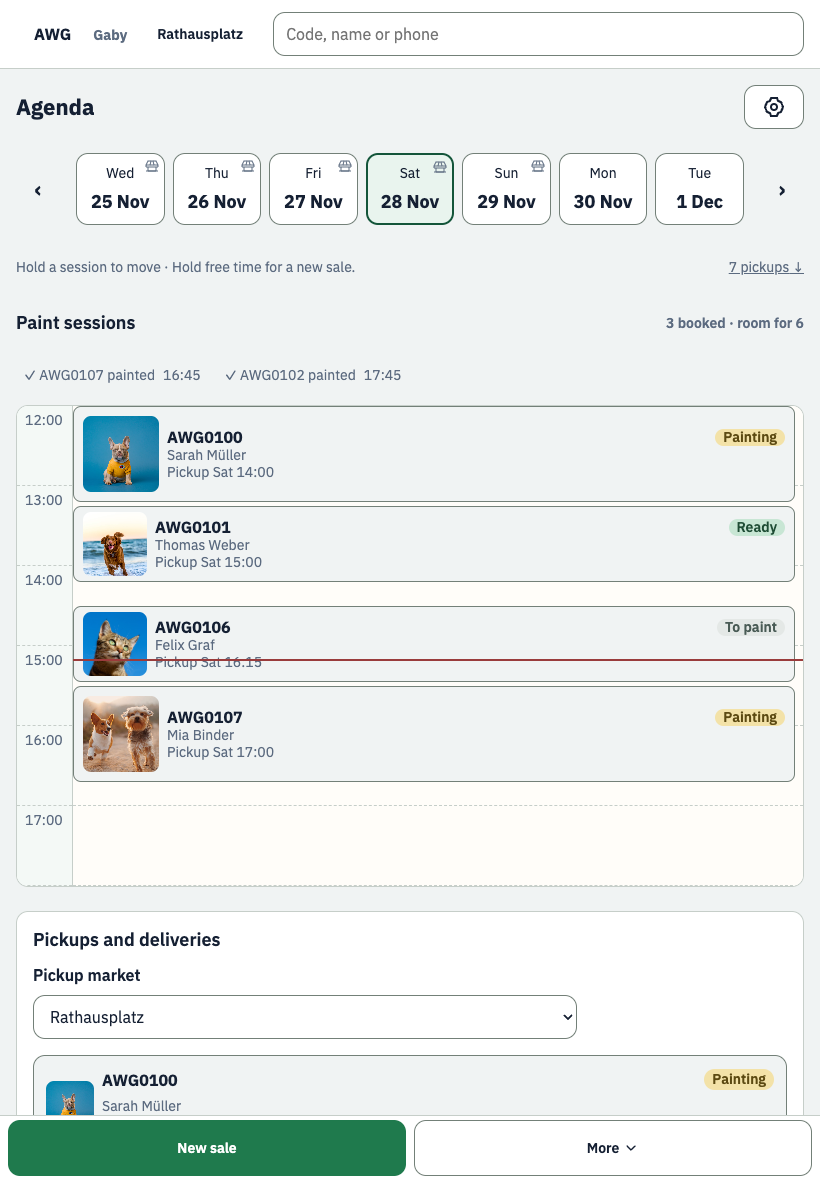 AWG Gaby Rathausplatz Code, name or phone
Agenda
Wed Thu Fri Sat Sun Mon Tue
25 Nov 26 Nov 27 Nov 28 Nov 29 Nov 30 Nov 1 Dec
Hold a session to move · Hold free time for a new sale. 7 pickups ↓
Paint sessions 3 booked · room for 6
✓ AWG0107 painted 16:45 ✓ AWG0102 painted 17:45
12:00
AWG0100 Painting
Sarah Müller
Pickup Sat 14:00
13:00
AWG0101 Ready
Thomas Weber
Pickup Sat 15:00
14:00
AWG0106 To paint
Felix Graf
15:00 Pickup Sat 16:15
AWG0107 Painting
Mia Binder
16:00 Pickup Sat 17:00
17:00
Pickups and deliveries
Pickup market
Rathausplatz
AWG0100 Painting
Sarah Müller
New sale More